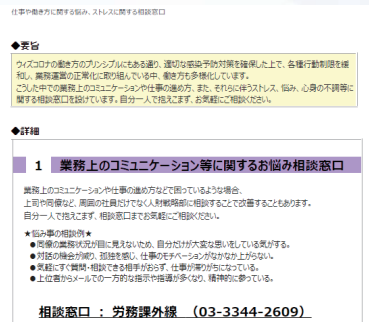 仕事や働き方に関する悩み、ストレスに関する相談窓口
◆要旨
ウィズコロナの働き方のプリンシプルにもある通り、適切な感染予防対策を確保した上で、各種行動制限を緩
和し、業務運営の正常化に取り組んでいる中、働き方も多様化しています。
こうした中での業務上のコミュニケーションや仕事の進め方、また、それらに伴うストレス、悩み、心身の不調等に
関する相談窓口を設けています。自分一人で抱えこまず、お気軽にご相談ください。
◆詳細
1 業務上のコミュニケーション等に関するお悩み相談窓口
業務上のコミュニケーションや仕事の進め方などで困っているような場合、
上司や同僚など、周囲の社員だけでなく人財戦略部に相談することで改善することもあります。
自分一人で抱えこまず、相談窓口までお気軽にご相談ください。
★悩み事の相談例★
●同僚の業務状況が目に見えないため、自分だけが大変な思いをしている気がする。
●対話の機会が減り、孤独を感じ、仕事のモチベーションがなかなか上がらない。
●気軽にすぐ質問・相談できる相手がおらず、仕事が滞りがちになっている。
●上位者からメールでの一方的な指示や指導が多くなり、精神的に参っている。
相談窓口 : 労務課外線 (03-3344-2609)